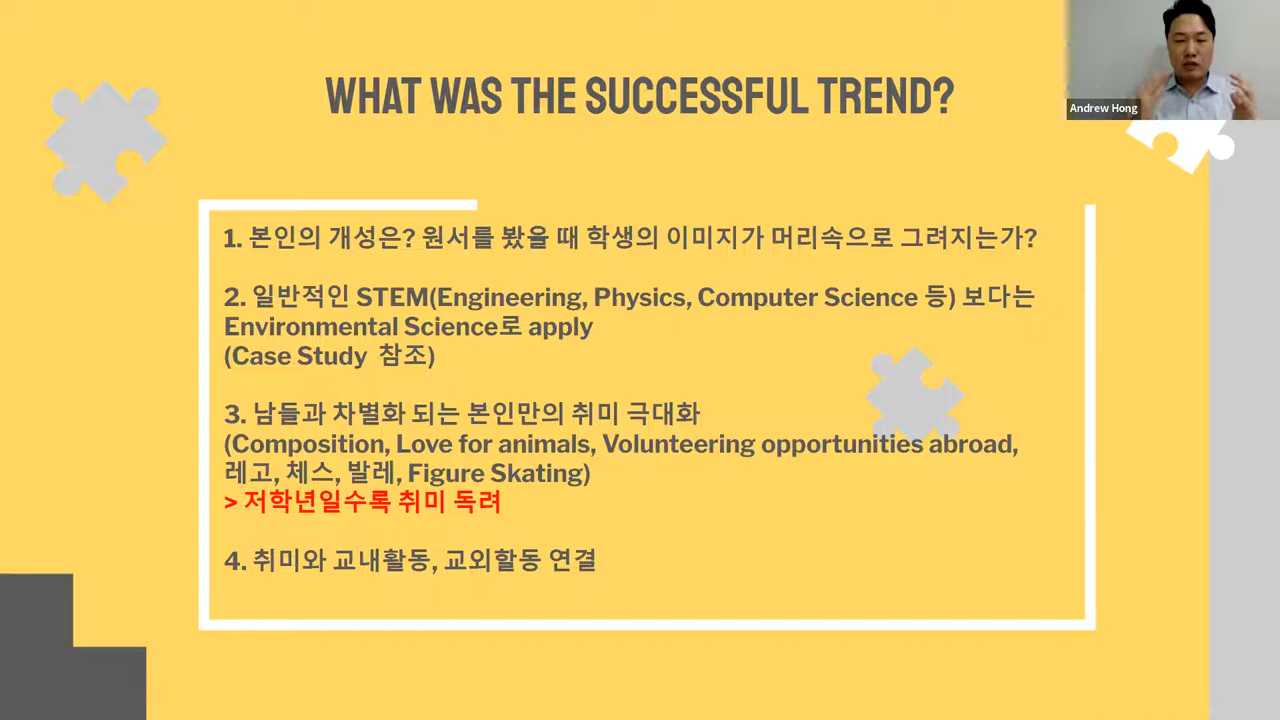 WHAT WAS THE SUCCESSFUL TREND?
Andrew Hong
1. 본인의 개성은? 원서를 봤을 때 학생의 이미지가 머리속으로 그려지는가?
2. 일반적인 STEM(Engineering, Physics, Computer Science 등) 보다는
Environmental Science로 apply
(Case Study 참조)
3. 남들과 차별화 되는 본인만의 취미 극대화
(Composition, Love for animals, Volunteering opportunities abroad,
레고, 체스, 발레, Figure Skating)
> 저학년일수록 취미 독려
4. 취미와 교내활동, 교외할동 연결